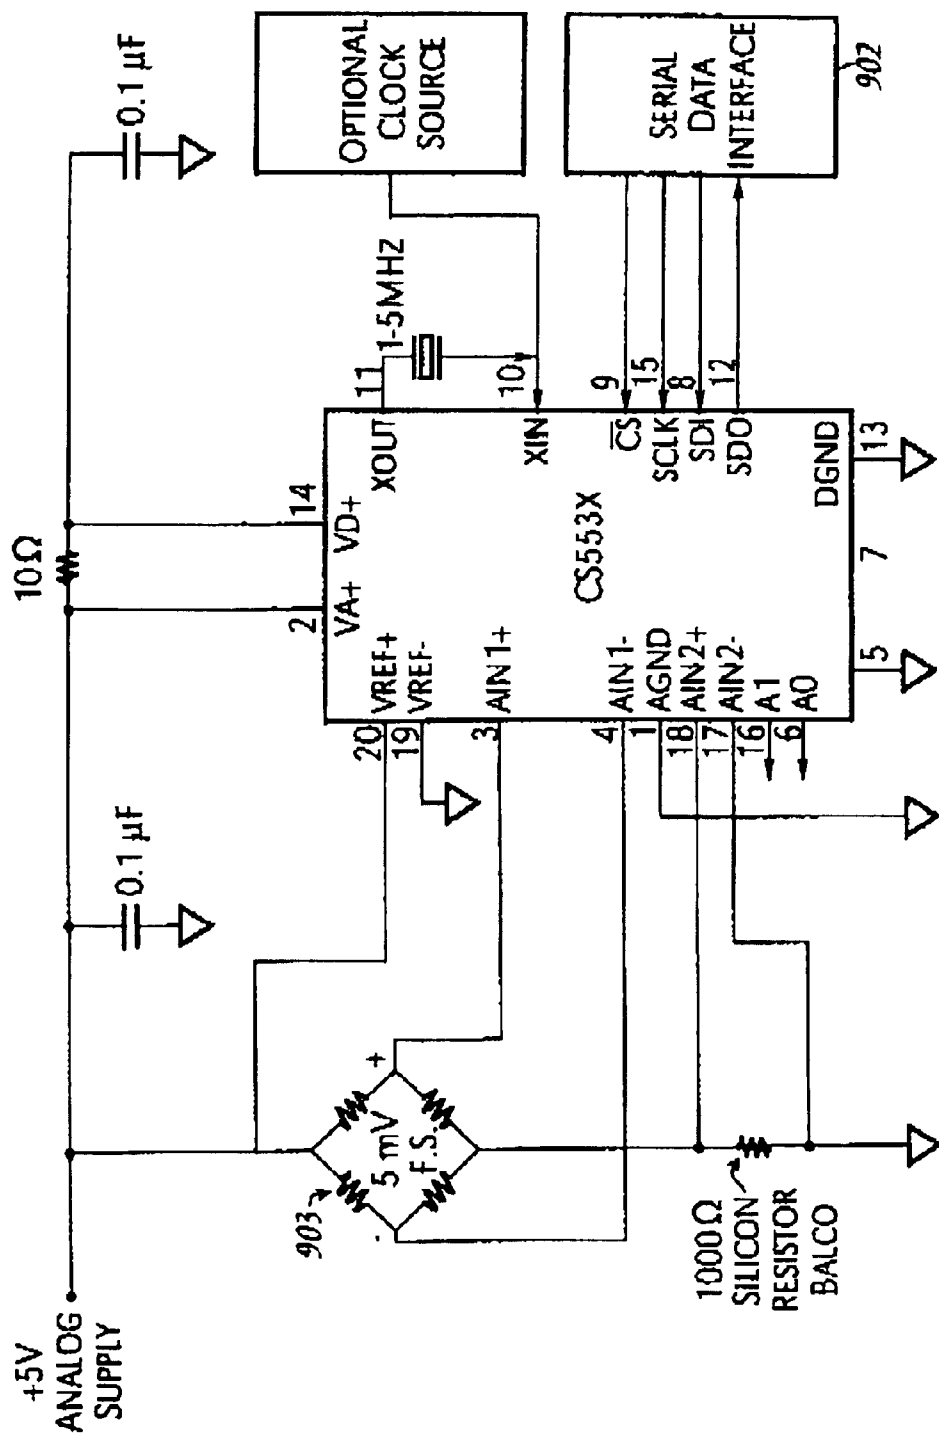 +5V
ANALOG
SUPPLY
0.1 µF
10Ω
0.1 µF
2
14
VA+
VD+
20
VREF+
19
VREF-
3
AIN1+
4
AIN1-
1
AGND
18
AIN2+
17
AIN2-
16
A1
6
A0
CS553X
XOUT
11
1-5MHZ
XIN
10
CS
9
SCLK
15
SDI
8
SDO
12
DGND
5
7
13
OPTIONAL
CLOCK
SOURCE
SERIAL
DATA
INTERFACE
902
903
+
5 mV
F.S.
-
1000Ω
SILICON
RESISTOR
BALCO